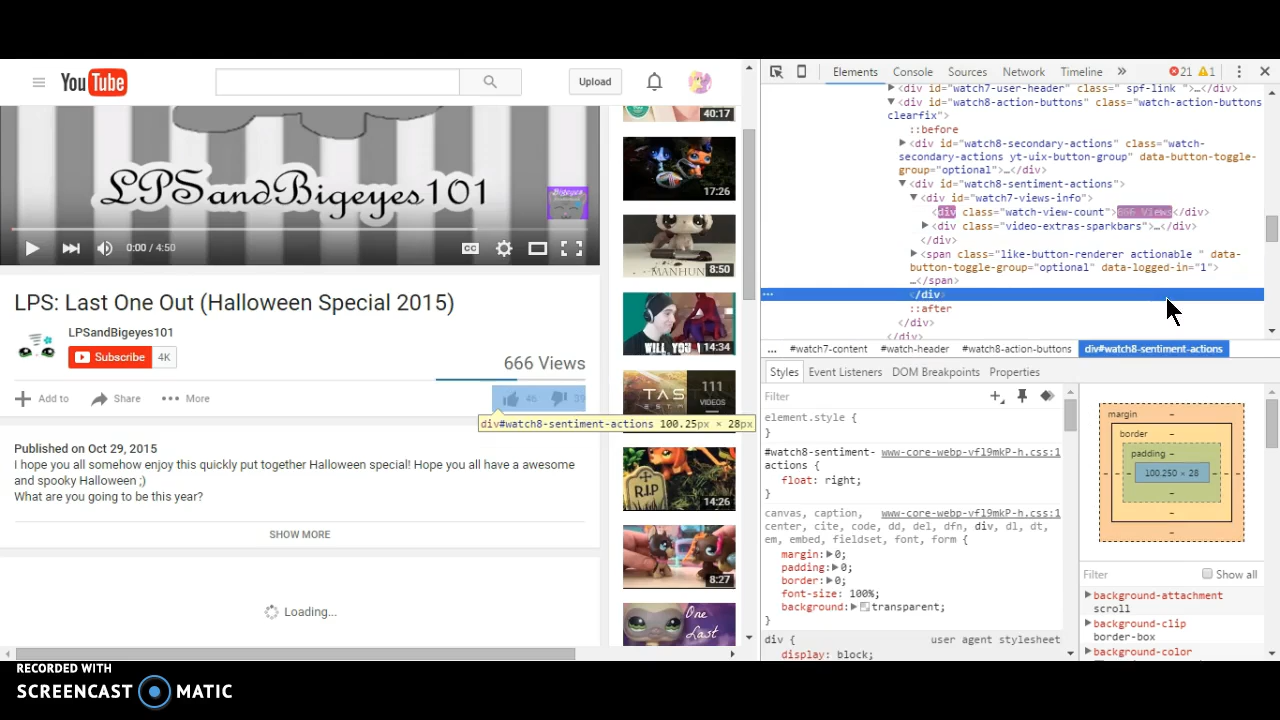 YouTube
Upload
LPSandBigeyes101
0:00 / 4:50
CC
LPS: Last One Out (Halloween Special 2015)
LPSandBigeyes101
Subscribe 4K
666 Views
Add to Share More
46 39
div#watch8-sentiment-actions 100.25px × 28px
Published on Oct 29, 2015
I hope you all somehow enjoy this quickly put together Halloween special! Hope you all have a awesome
and spooky Halloween ;)
What are you going to be this year?
SHOW MORE
Loading...
40:17
17:26
MANHUN
8:50
WILL YOU
14:34
TAS
111
VIDEOS
R.I.P
14:26
8:27
One
Last
Elements Console Sources Network Timeline » 21 1
<div id="watch7-user-header" class=" spf-link ">…</div>
<div id="watch8-action-buttons" class="watch-action-buttons
clearfix">
::before
<div id="watch8-secondary-actions" class="watch-
secondary-actions yt-uix-button-group" data-button-toggle-
group="optional">…</div>
<div id="watch8-sentiment-actions">
<div id="watch7-views-info">
<div class="watch-view-count">666 Views</div>
<div class="video-extras-sparkbars">…</div>
</div>
<span class="like-button-renderer actionable " data-
button-toggle-group="optional" data-logged-in="1">
…</span>
</div>
::after
</div>
</div>
... #watch7-content #watch-header #watch8-action-buttons div#watch8-sentiment-actions
Styles Event Listeners DOM Breakpoints Properties
Filter
element.style {
}
#watch8-sentiment- www-core-webp-vfl9mkP-h.css:1
actions {
float: right;
}
canvas, caption, www-core-webp-vfl9mkP-h.css:1
center, cite, code, dd, del, dfn, div, dl, dt,
em, embed, fieldset, font, form {
margin: 0;
padding: 0;
border: 0;
font-size: 100%;
background: transparent;
}
div { user agent stylesheet
display: block;
margin –
border –
padding –
100.250 × 28
Filter Show all
background-attachment
scroll
background-clip
border-box
background-color
RECORDED WITH
SCREENCAST MATIC